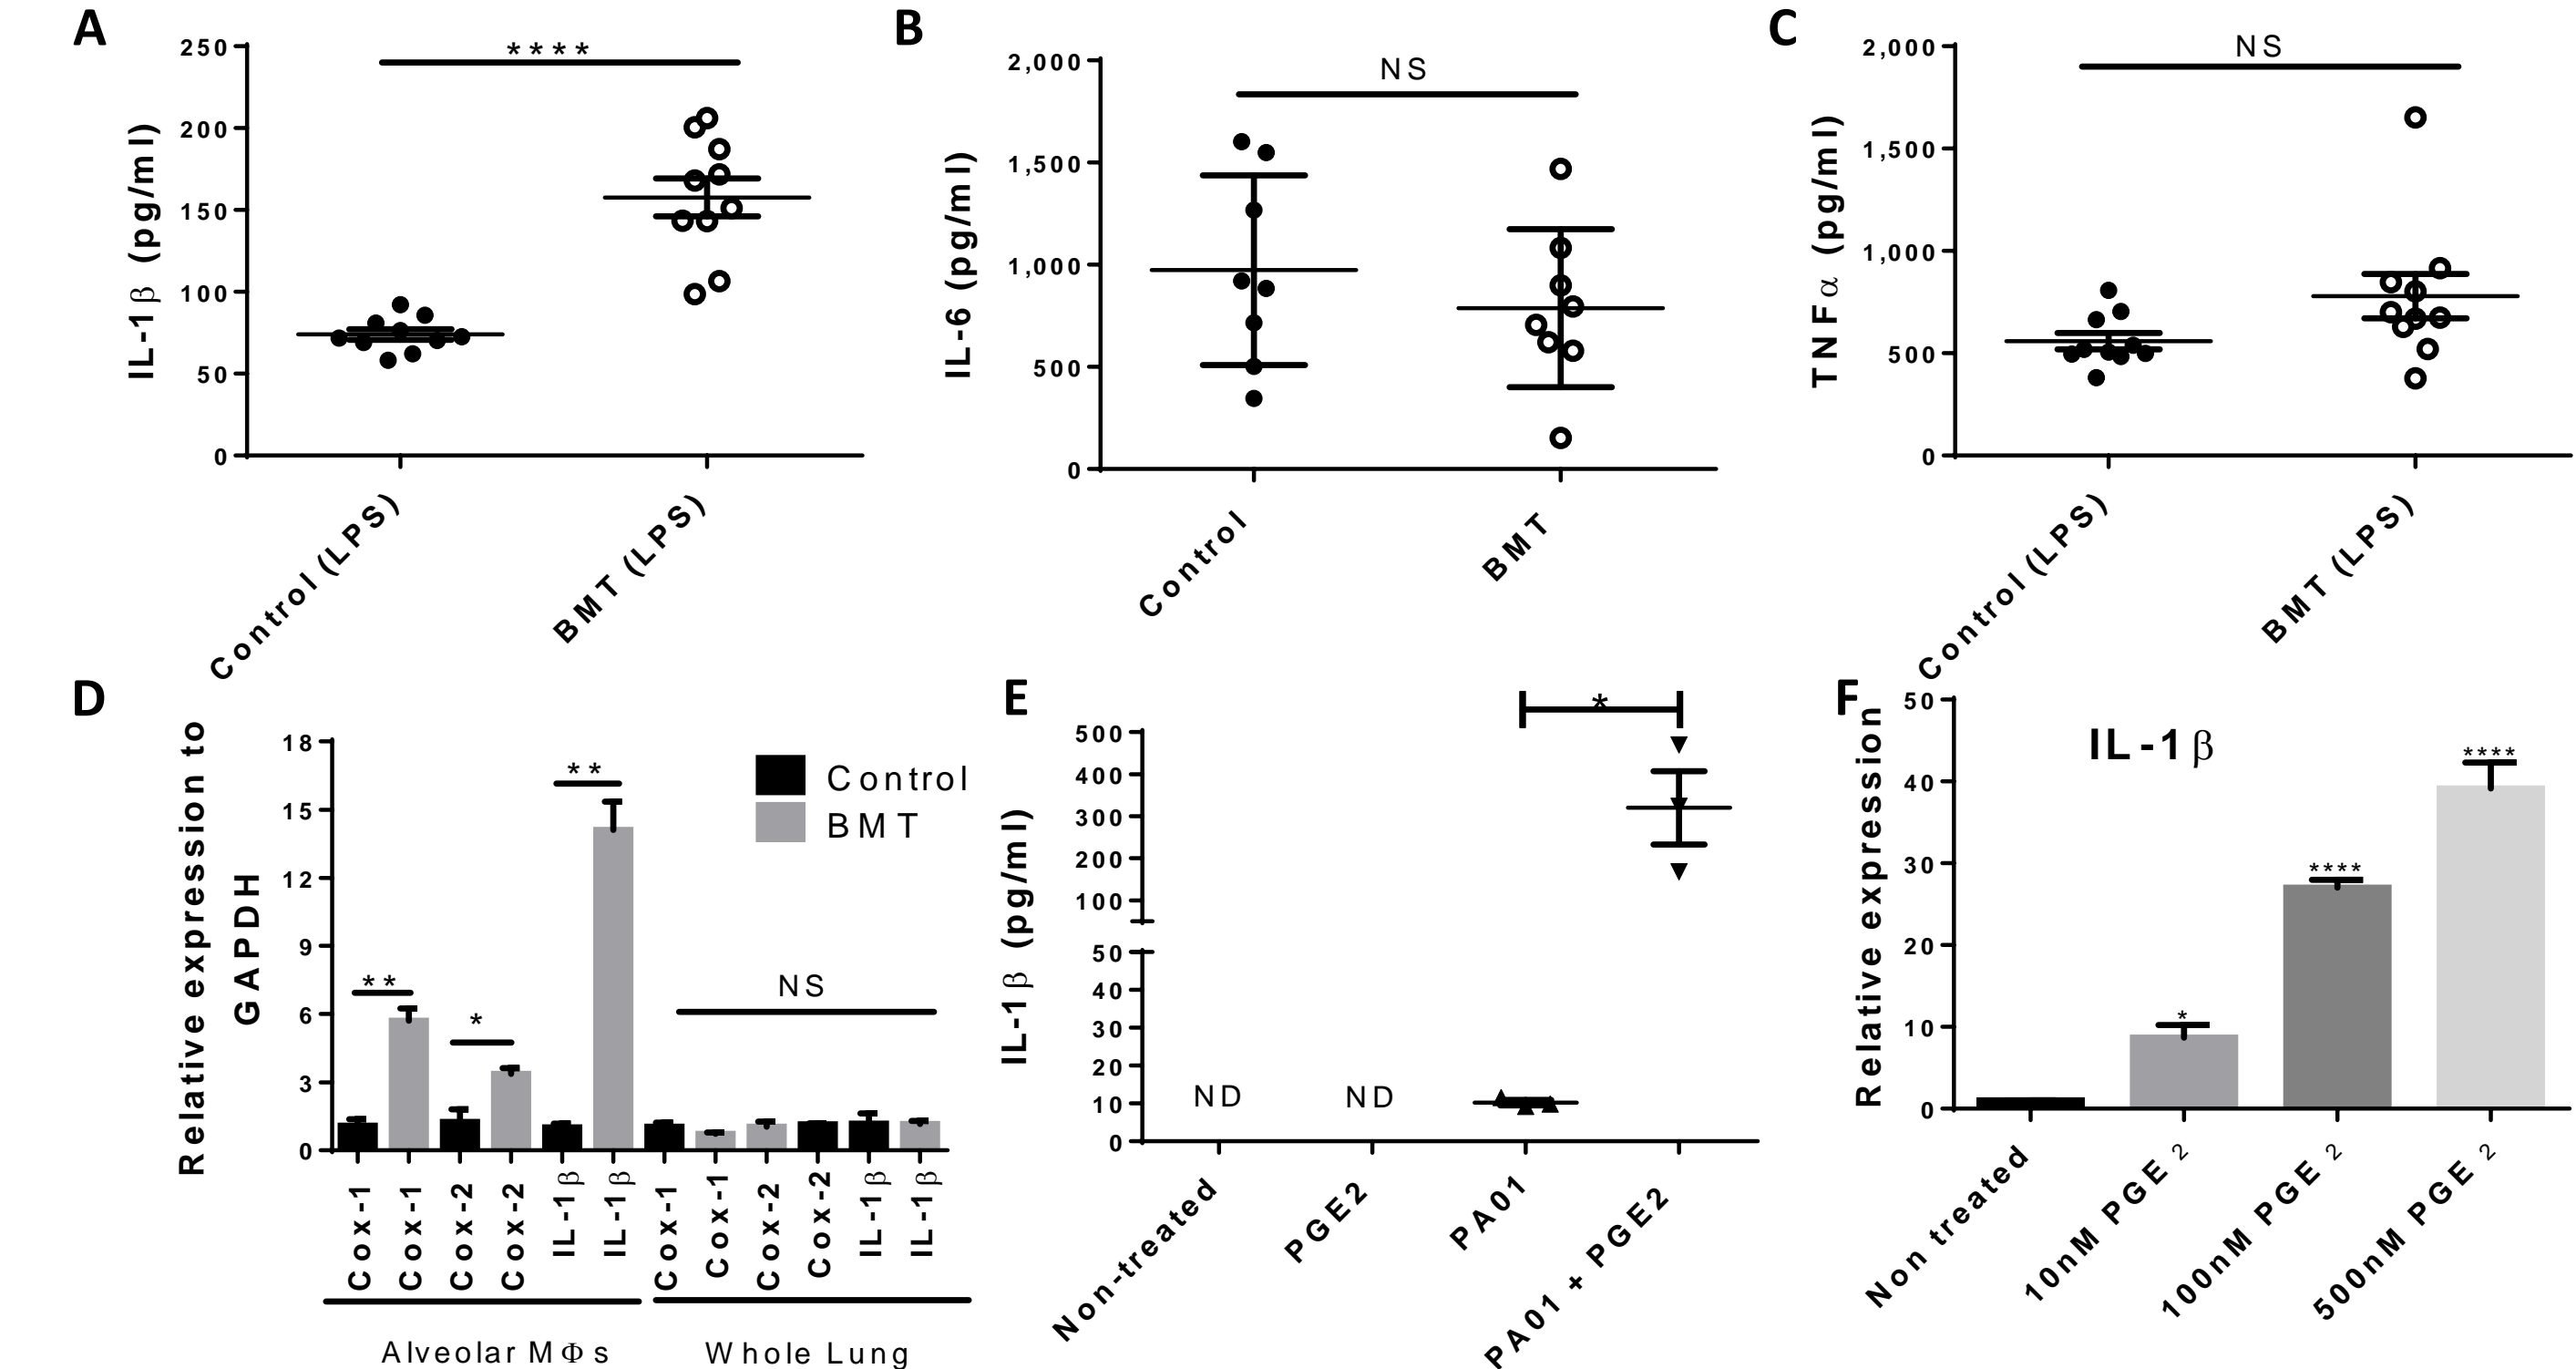 A
250
200
150
100
50
0
IL-1β (pg/ml)
****
Control (LPS)
BMT (LPS)
B
2,000
1,500
1,000
500
0
IL-6 (pg/ml)
NS
Control
BMT
C
2,000
1,500
1,000
500
0
TNFα (pg/ml)
NS
Control (LPS)
BMT (LPS)
D
Relative expression to
GAPDH
18
15
12
9
6
3
0
**
*
**
NS
Control
BMT
Cox-1
Cox-1
Cox-2
Cox-2
IL-1β
IL-1β
Cox-1
Cox-1
Cox-2
Cox-2
IL-1β
IL-1β
Alveolar MΦs
Whole Lung
E
IL-1β (pg/ml)
500
400
300
200
100
50
40
30
20
10
0
*
ND
ND
Non-treated
PGE2
PA01
PA01 + PGE2
F
Relative expression
50
40
30
20
10
0
IL-1β
*
****
****
Non treated
10nM PGE2
100nM PGE2
500nM PGE2